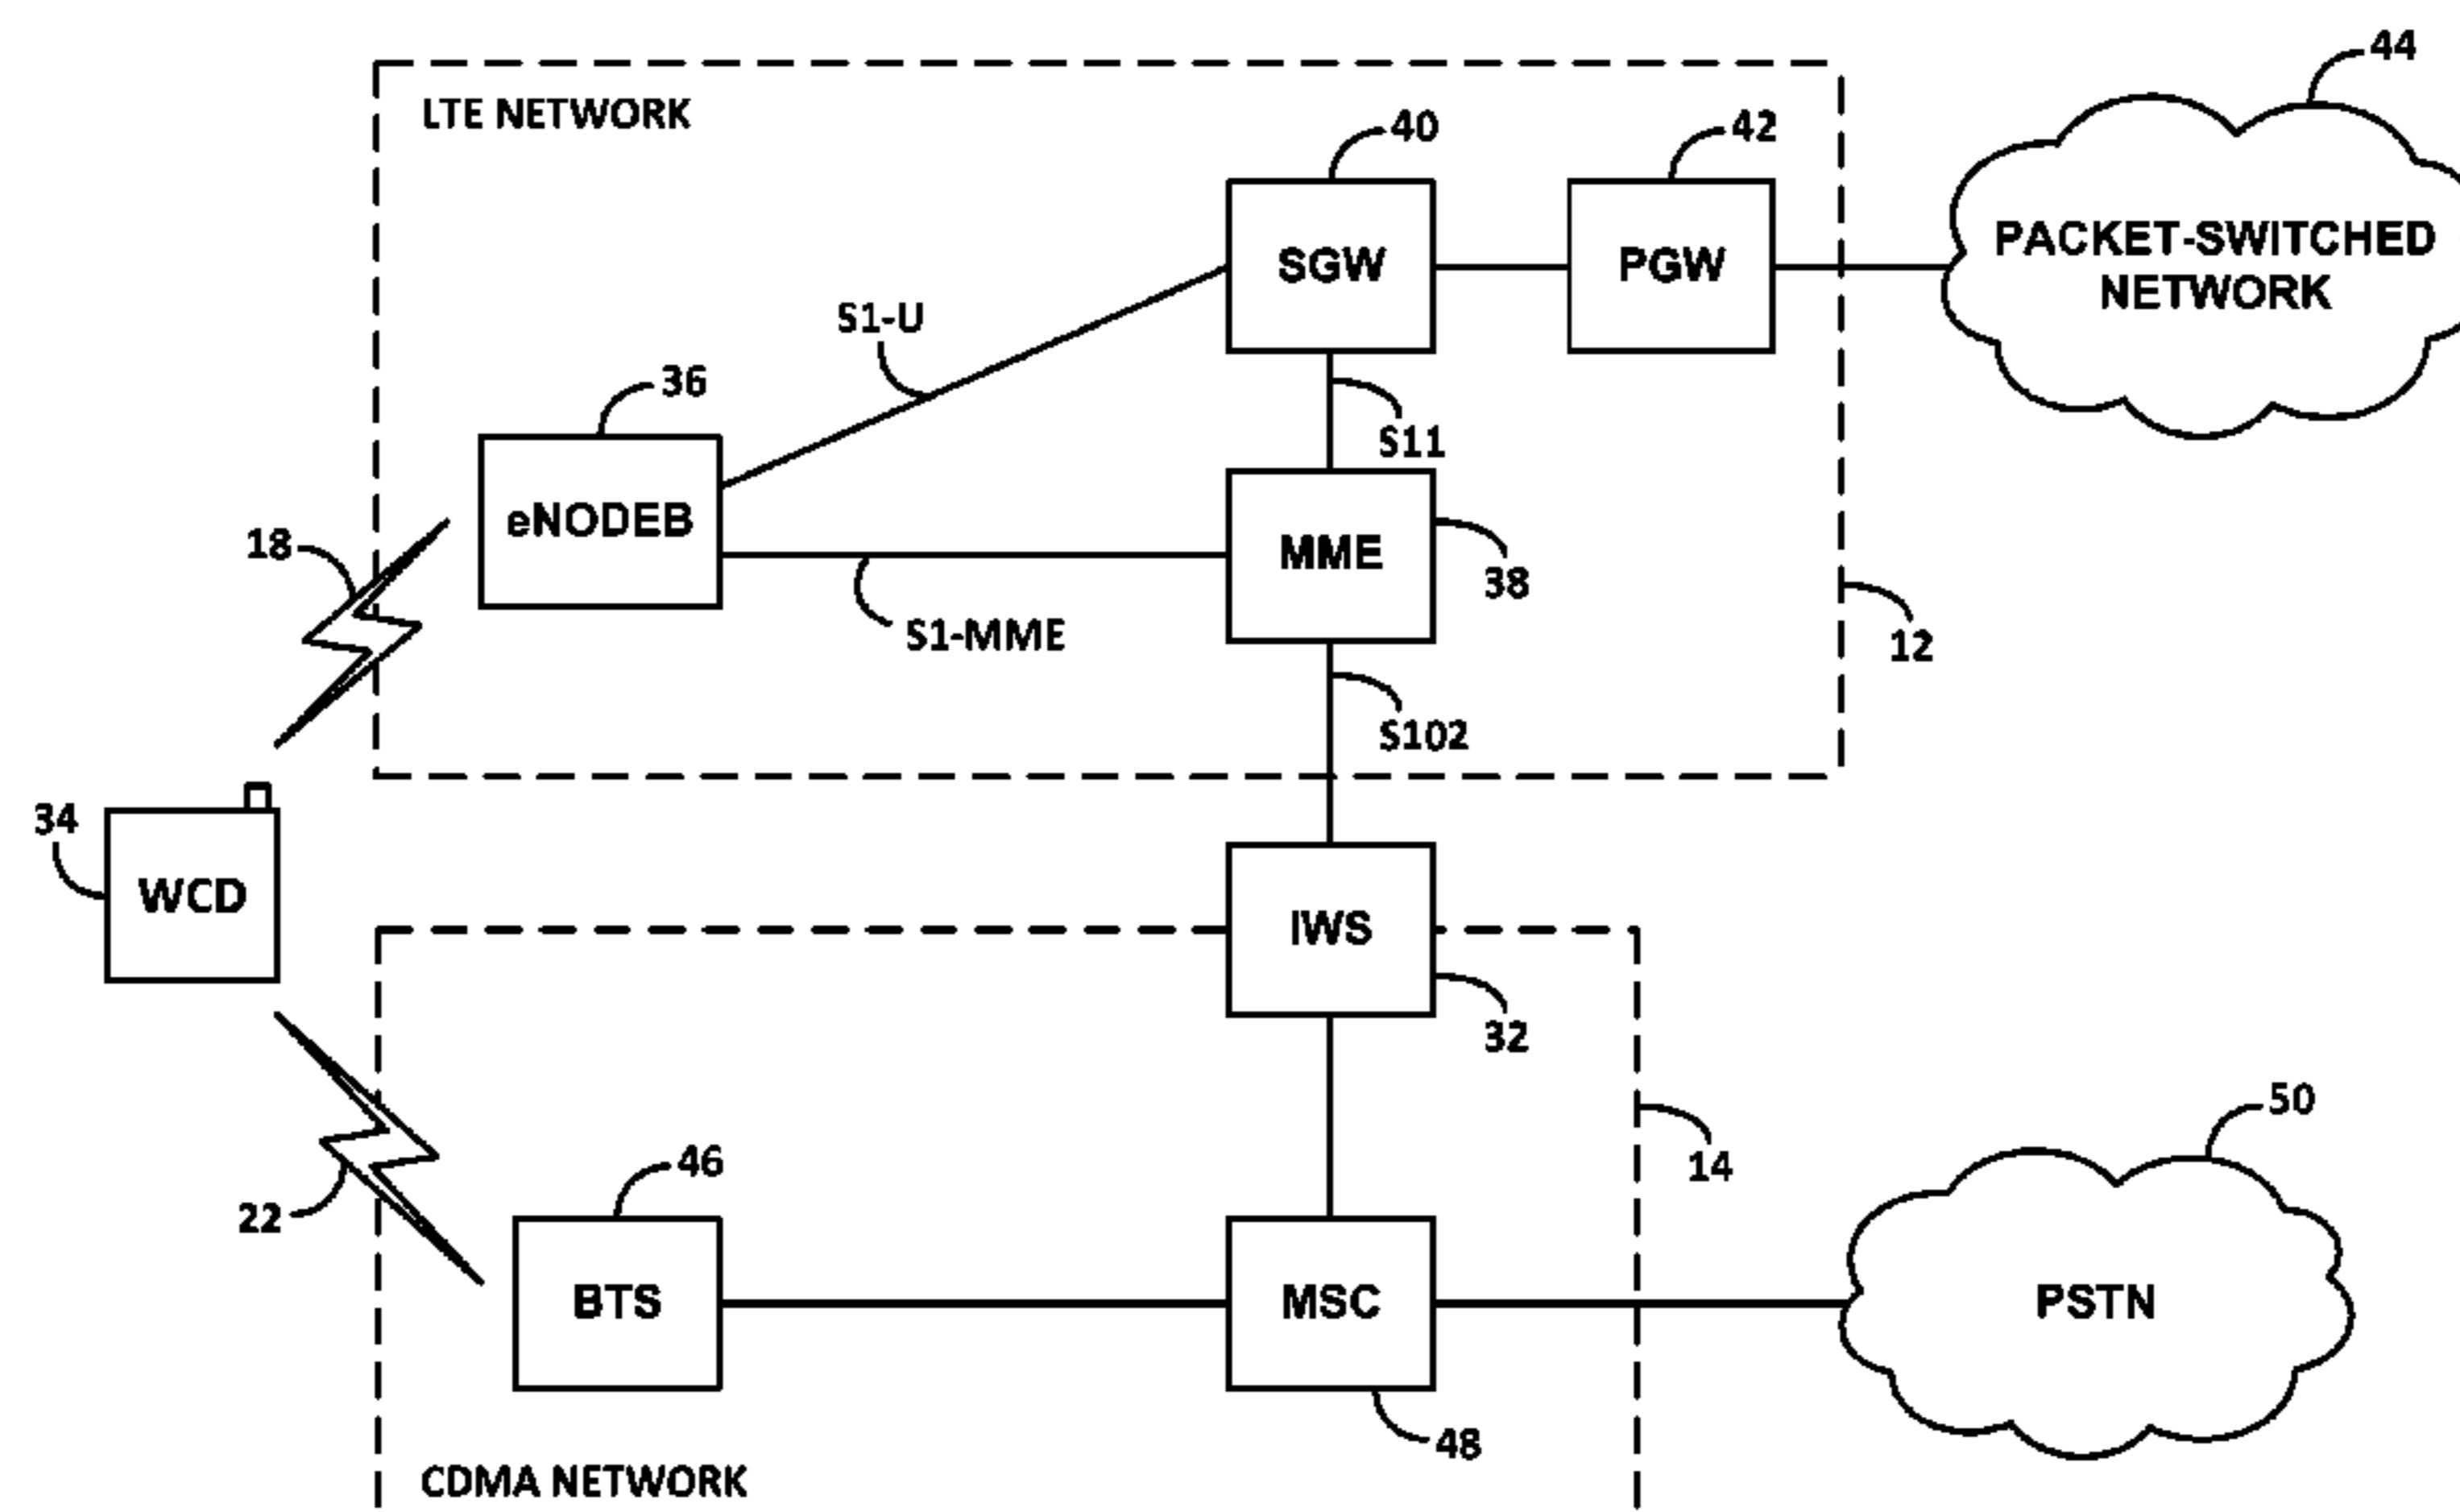 44
LTE NETWORK
40
42
SGW
PGW
PACKET-SWITCHED
NETWORK
S1-U
36
S11
eNODEB
18
MME
38
S1-MME
12
S102
34
WCD
IWS
32
50
46
14
22
BTS
MSC
PSTN
48
CDMA NETWORK